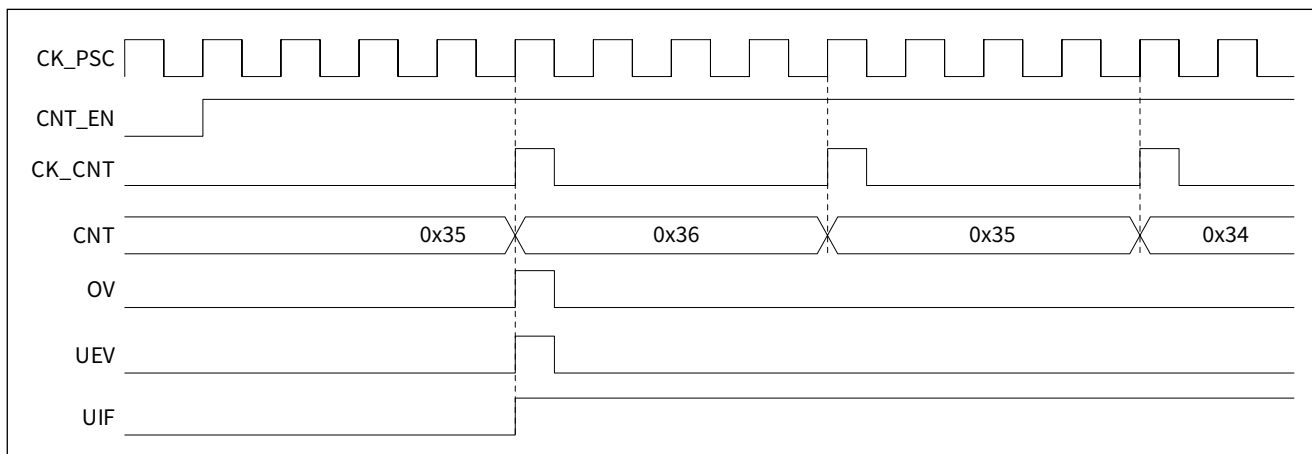 CK_PSC
CNT_EN
CK_CNT
CNT 0x35 0x36 0x35 0x34
OV
UEV
UIF